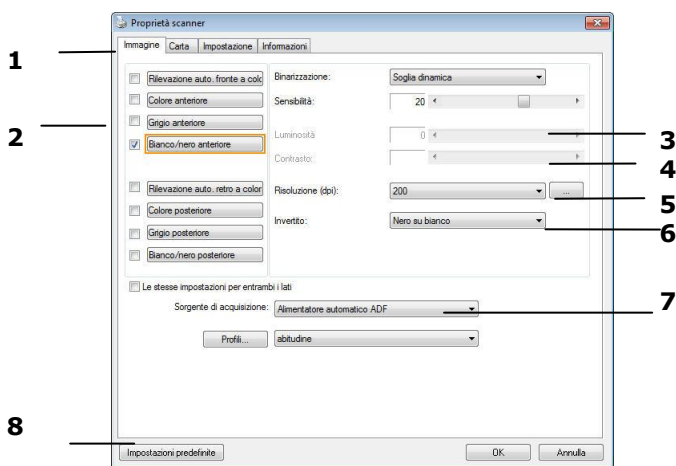 Proprietà scanner
Immagine Carta Impostazione Informazioni
1
Rilevazione auto. fronte a colo
Binarizzazione: Soglia dinamica
Colore anteriore
Sensibilità: 20
Grigio anteriore
2
Luminosità 0
3
Bianco/nero anteriore
Contrasto:
4
Rilevazione auto. retro a color
Risoluzione (dpi): 200 ...
5
Colore posteriore
Invertito: Nero su bianco
6
Grigio posteriore
Bianco/nero posteriore
Le stesse impostazioni per entrambi i lati
Sorgente di acquisizione: Alimentatore automatico ADF
7
Profili... abitudine
8
Impostazioni predefinite OK Annulla